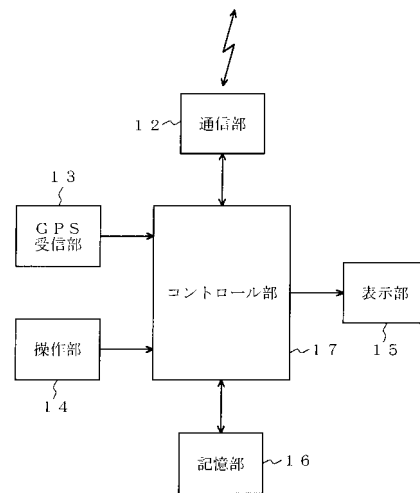 通信部
１２
１３
ＧＰＳ
受信部
コントロール部
表示部
１５
１７
操作部
１４
記憶部
１６